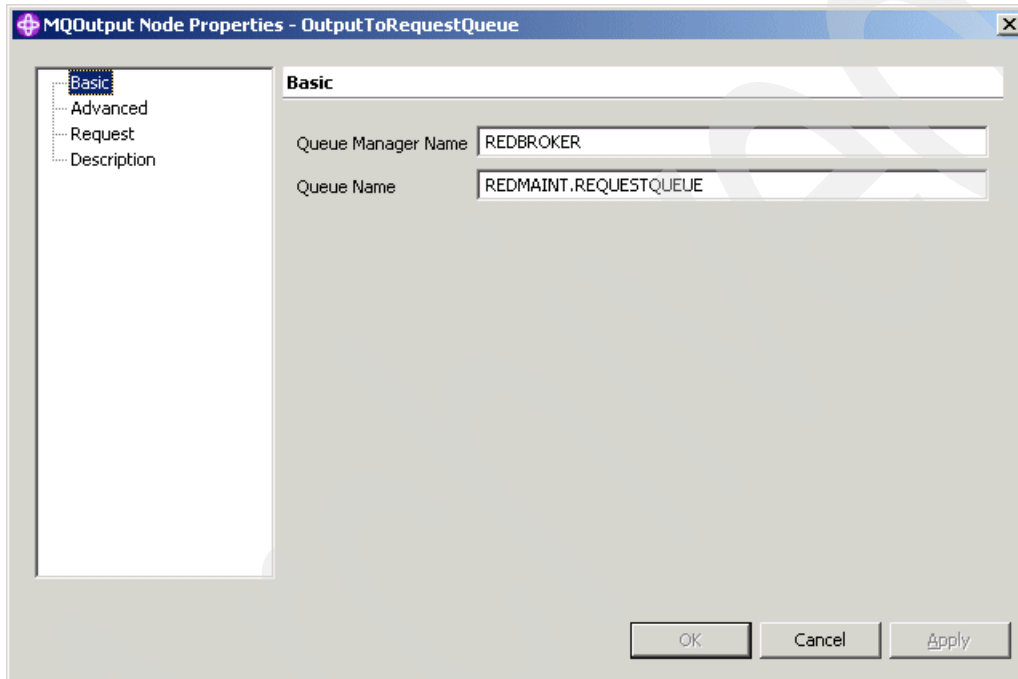 MQOutput Node Properties - OutputToRequestQueue
Basic
Advanced
Request
Description
Basic
Queue Manager Name REDBROKER
Queue Name REDMAINT.REQUESTQUEUE
OK Cancel Apply